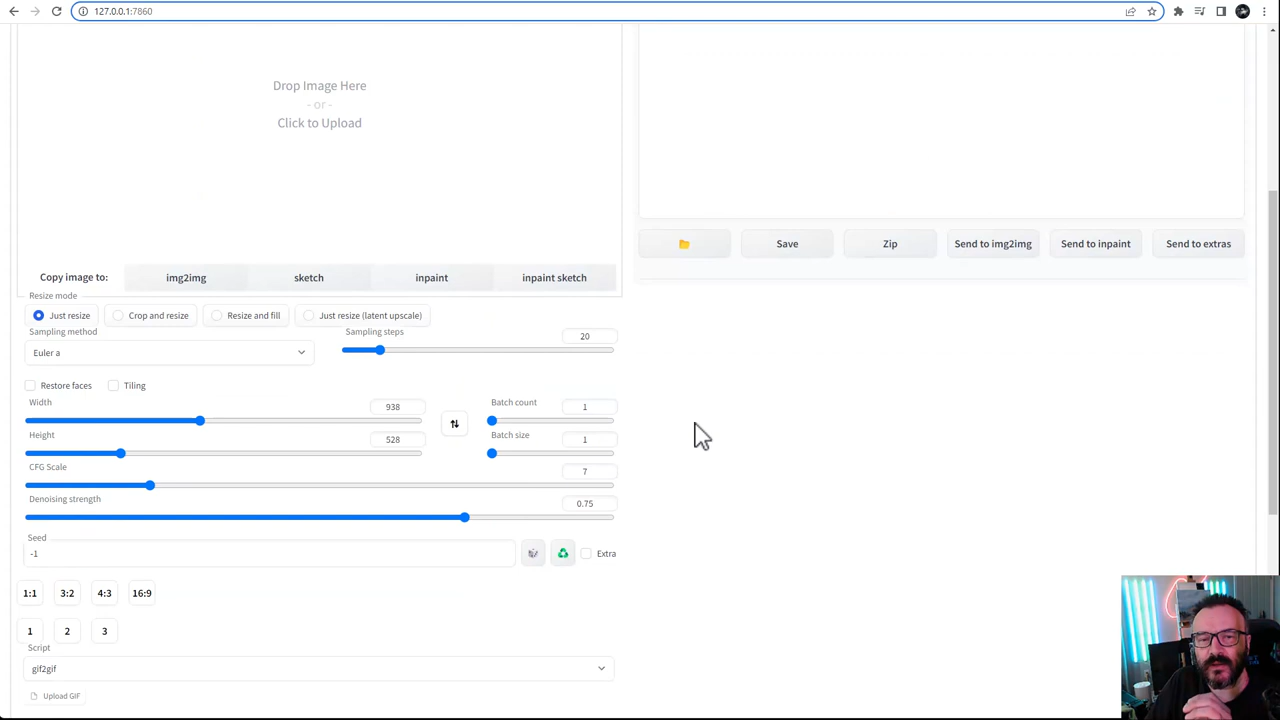 127.0.0.1:7860
Drop Image Here
- or -
Click to Upload
Save
Zip
Send to img2img
Send to inpaint
Send to extras
Copy image to:
img2img
sketch
inpaint
inpaint sketch
Resize mode
Just resize
Crop and resize
Resize and fill
Just resize (latent upscale)
Sampling method
Euler a
Sampling steps
20
Restore faces
Tiling
Width
938
Batch count
1
Height
528
Batch size
1
CFG Scale
7
Denoising strength
0.75
Seed
-1
Extra
1:1
3:2
4:3
16:9
1
2
3
Script
gif2gif
Upload GIF